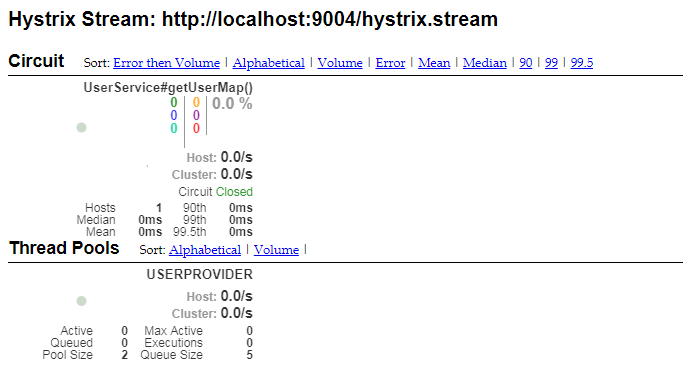 Hystrix Stream: http://localhost:9004/hystrix.stream
Circuit Sort: Error then Volume | Alphabetical | Volume | Error | Mean | Median | 90 | 99 | 99.5
UserService#getUserMap()
0 0 0.0 %
0 0
0 0
Host: 0.0/s
Cluster: 0.0/s
Circuit Closed
Hosts 1 90th 0ms
Median 0ms 99th 0ms
Mean 0ms 99.5th 0ms
Thread Pools Sort: Alphabetical | Volume |
USERPROVIDER
Host: 0.0/s
Cluster: 0.0/s
Active 0 Max Active 0
Queued 0 Executions 0
Pool Size 2 Queue Size 5